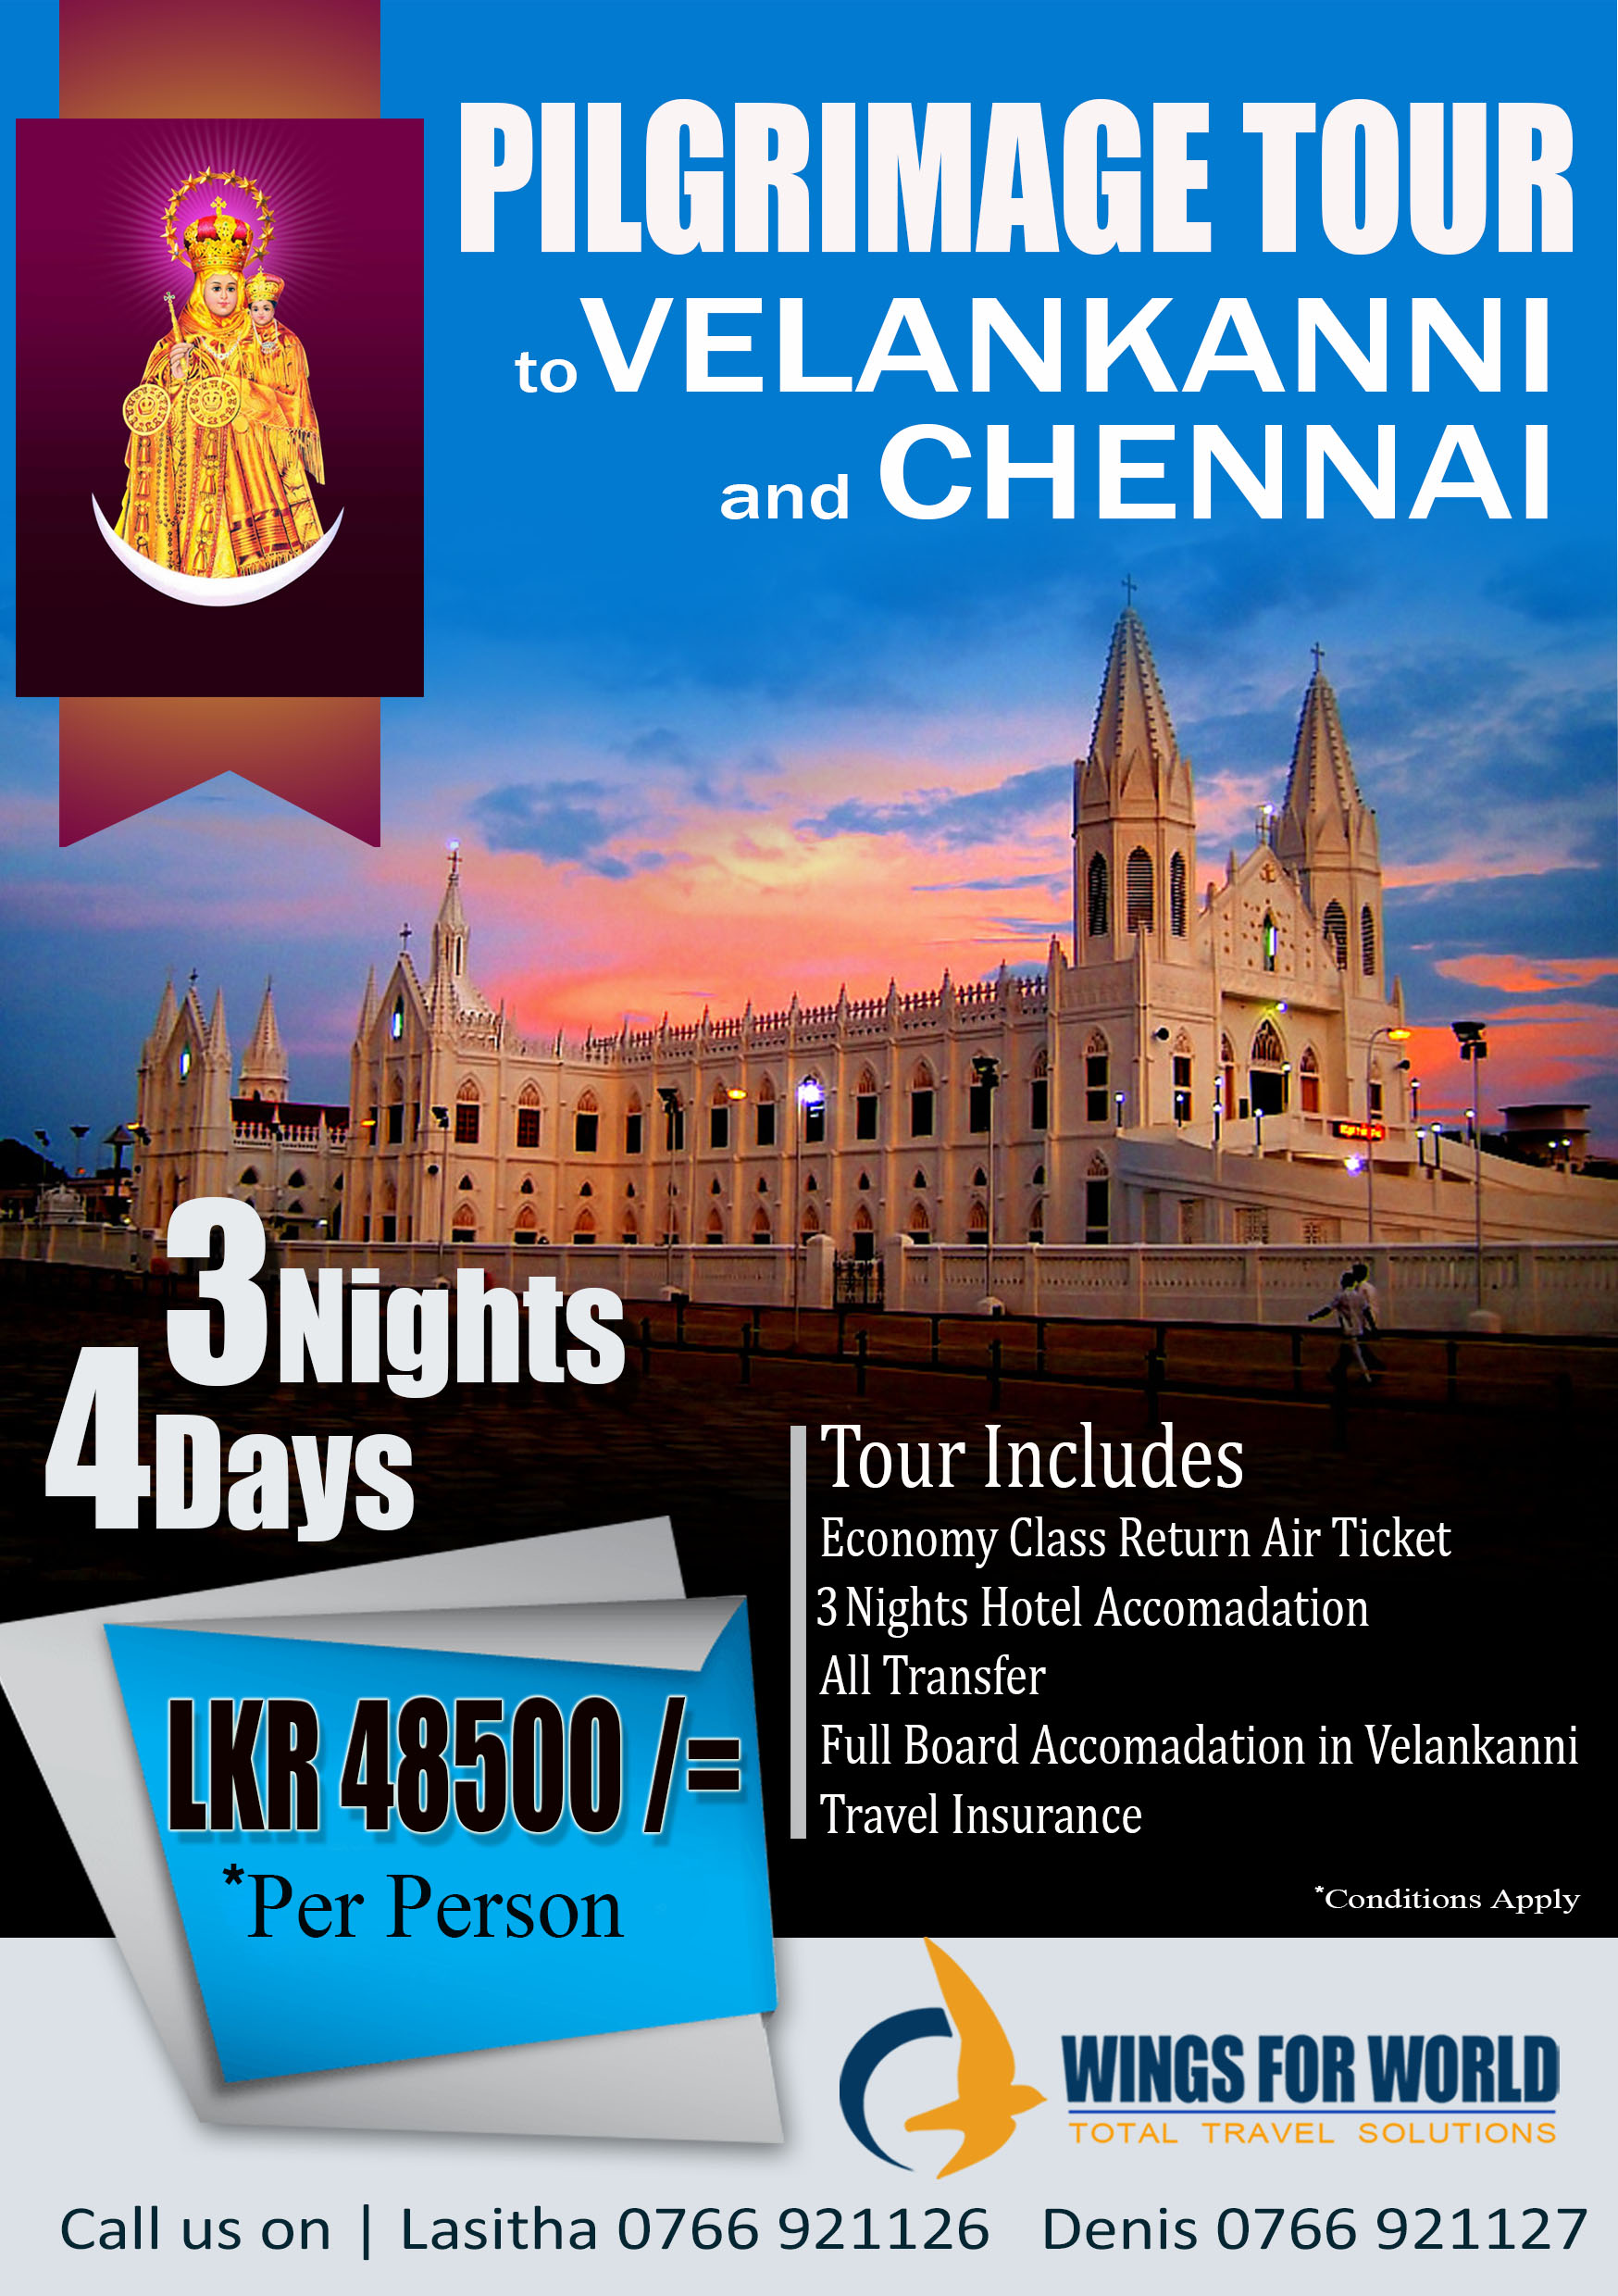 PILGRIMAGE TOUR
to VELANKANNI
and CHENNAI
3 Nights
4 Days
Tour Includes
Economy Class Return Air Ticket
3 Nights Hotel Accomadation
All Transfer
Full Board Accomadation in Velankanni
Travel Insurance
*Conditions Apply
LKR 48500 /=
*Per Person
WINGS FOR WORLD
TOTAL TRAVEL SOLUTIONS
Call us on | Lasitha 0766 921126 Denis 0766 921127